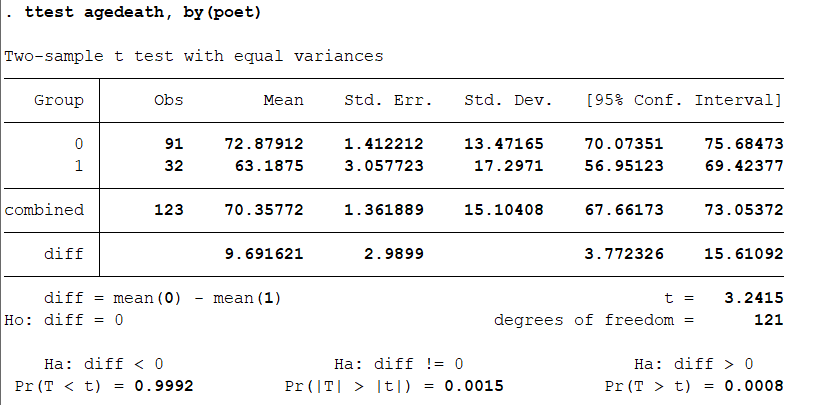 . ttest agedeath, by(poet)
Two-sample t test with equal variances
Group Obs Mean Std. Err. Std. Dev. [95% Conf. Interval]
0 91 72.87912 1.412212 13.47165 70.07351 75.68473
1 32 63.1875 3.057723 17.2971 56.95123 69.42377
combined 123 70.35772 1.361889 15.10408 67.66173 73.05372
diff 9.691621 2.9899 3.772326 15.61092
diff = mean(0) - mean(1) t = 3.2415
Ho: diff = 0 degrees of freedom = 121
Ha: diff < 0 Ha: diff != 0 Ha: diff > 0
Pr(T < t) = 0.9992 Pr(|T| > |t|) = 0.0015 Pr(T > t) = 0.0008